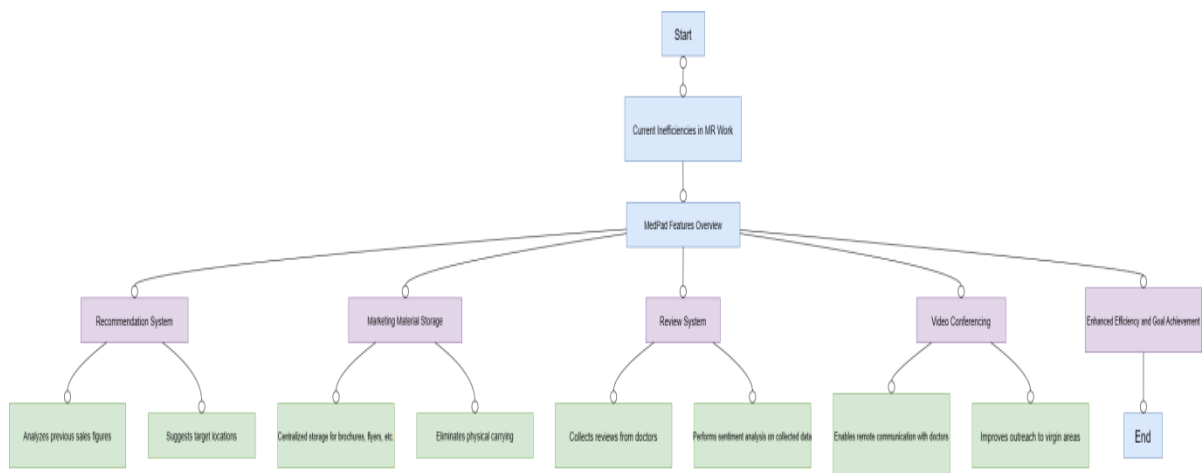 Start
Current Inefficiencies in MR Work
MedPad Features Overview
Recommendation System
Marketing Material Storage
Review System
Video Conferencing
Enhanced Efficiency and Goal Achievement
Analyzes previous sales figures
Suggests target locations
Centralized storage for brochures, flyers, etc.
Eliminates physical carrying
Collects reviews from doctors
Performs sentiment analysis on collected data
Enables remote communication with doctors
Improves outreach to virgin areas
End